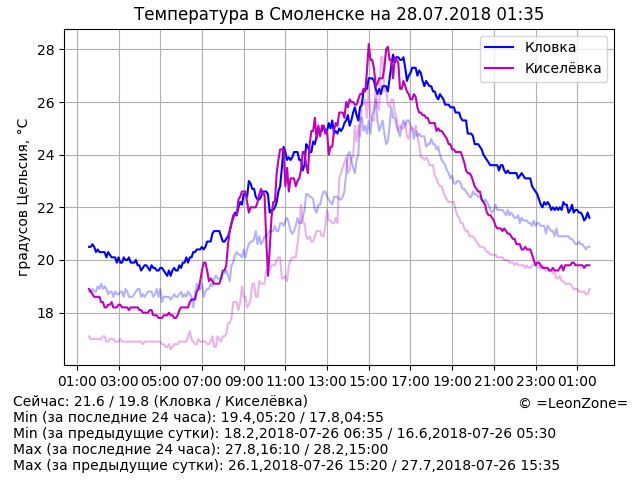 Температура в Смоленске на 28.07.2018 01:35
градусов Цельсия, °C
28
26
24
22
20
18
Кловка
Киселёвка
01:00 03:00 05:00 07:00 09:00 11:00 13:00 15:00 17:00 19:00 21:00 23:00 01:00
Сейчас: 21.6 / 19.8 (Кловка / Киселёвка)
© =LeonZone=
Min (за последние 24 часа): 19.4,05:20 / 17.8,04:55
Min (за предыдущие сутки): 18.2,2018-07-26 06:35 / 16.6,2018-07-26 05:30
Max (за последние 24 часа): 27.8,16:10 / 28.2,15:00
Max (за предыдущие сутки): 26.1,2018-07-26 15:20 / 27.7,2018-07-26 15:35